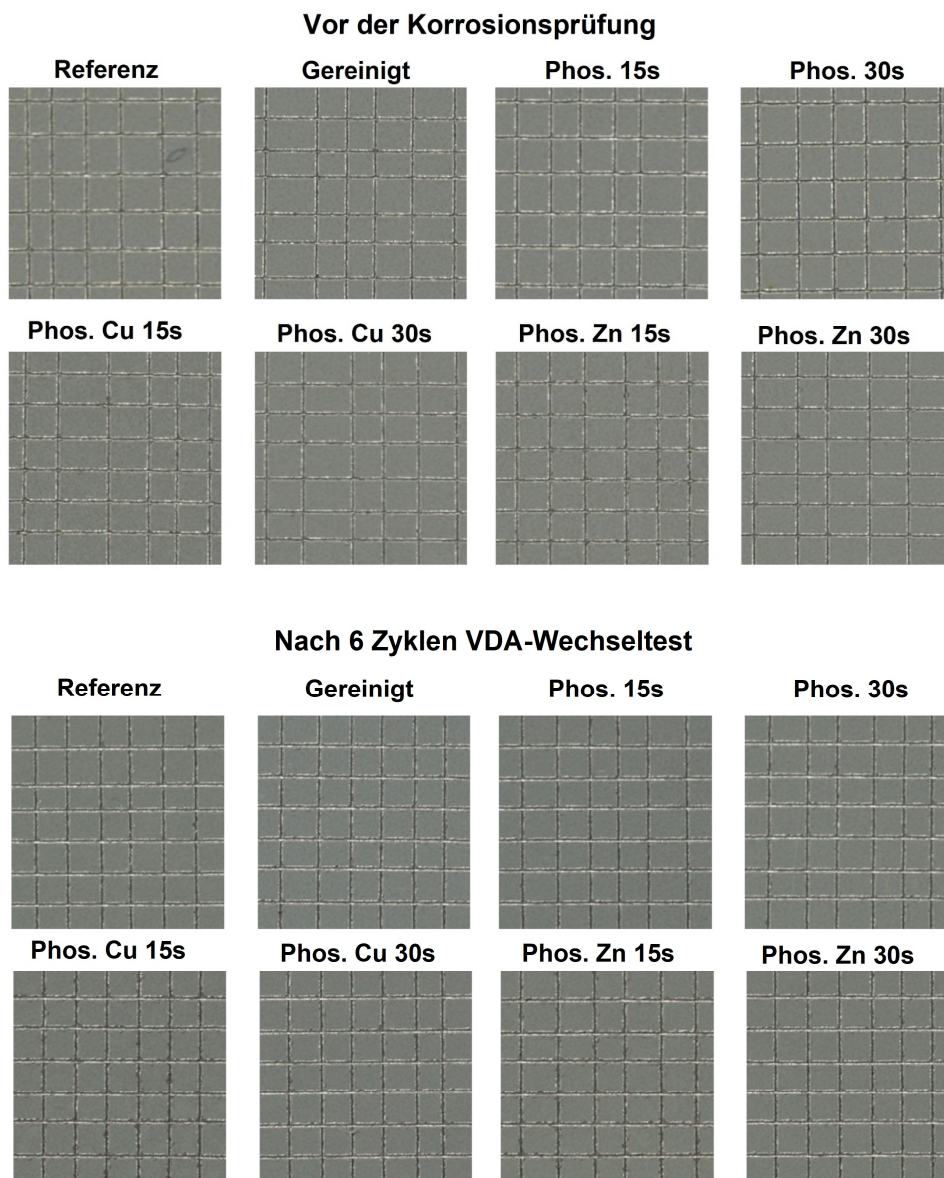 Vor der Korrosionsprüfung
Referenz Gereinigt Phos. 15s Phos. 30s
Phos. Cu 15s Phos. Cu 30s Phos. Zn 15s Phos. Zn 30s
Nach 6 Zyklen VDA-Wechseltest
Referenz Gereinigt Phos. 15s Phos. 30s
Phos. Cu 15s Phos. Cu 30s Phos. Zn 15s Phos. Zn 30s